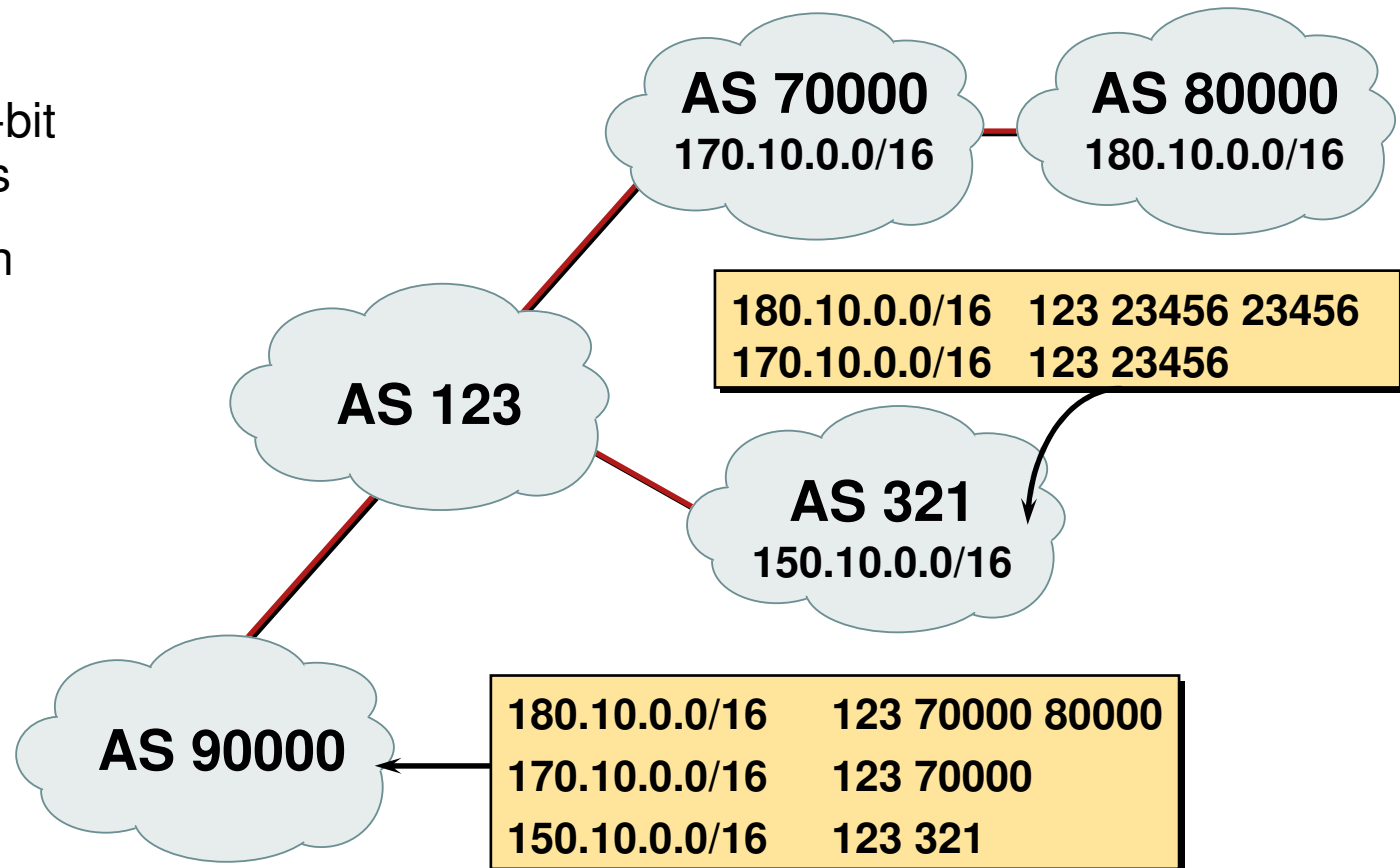 -bit
s
n
AS 70000
170.10.0.0/16
AS 80000
180.10.0.0/16
180.10.0.0/16 123 23456 23456
170.10.0.0/16 123 23456
AS 123
AS 321
150.10.0.0/16
AS 90000
180.10.0.0/16 123 70000 80000
170.10.0.0/16 123 70000
150.10.0.0/16 123 321